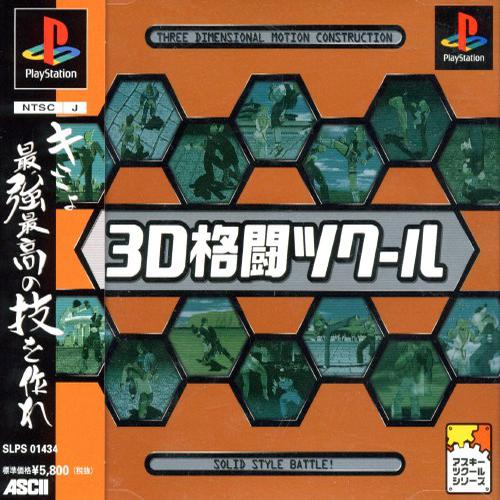 PlayStation
NTSC J
キミよ
最強最高の技を作れ
SLPS 01434
標準価格¥5,800(税抜)
ASCII
THREE DIMENSIONAL MOTION CONSTRUCTION
PlayStation
3D格闘ツクール
SOLID STYLE BATTLE!
アスキー
ツクール
シリーズ